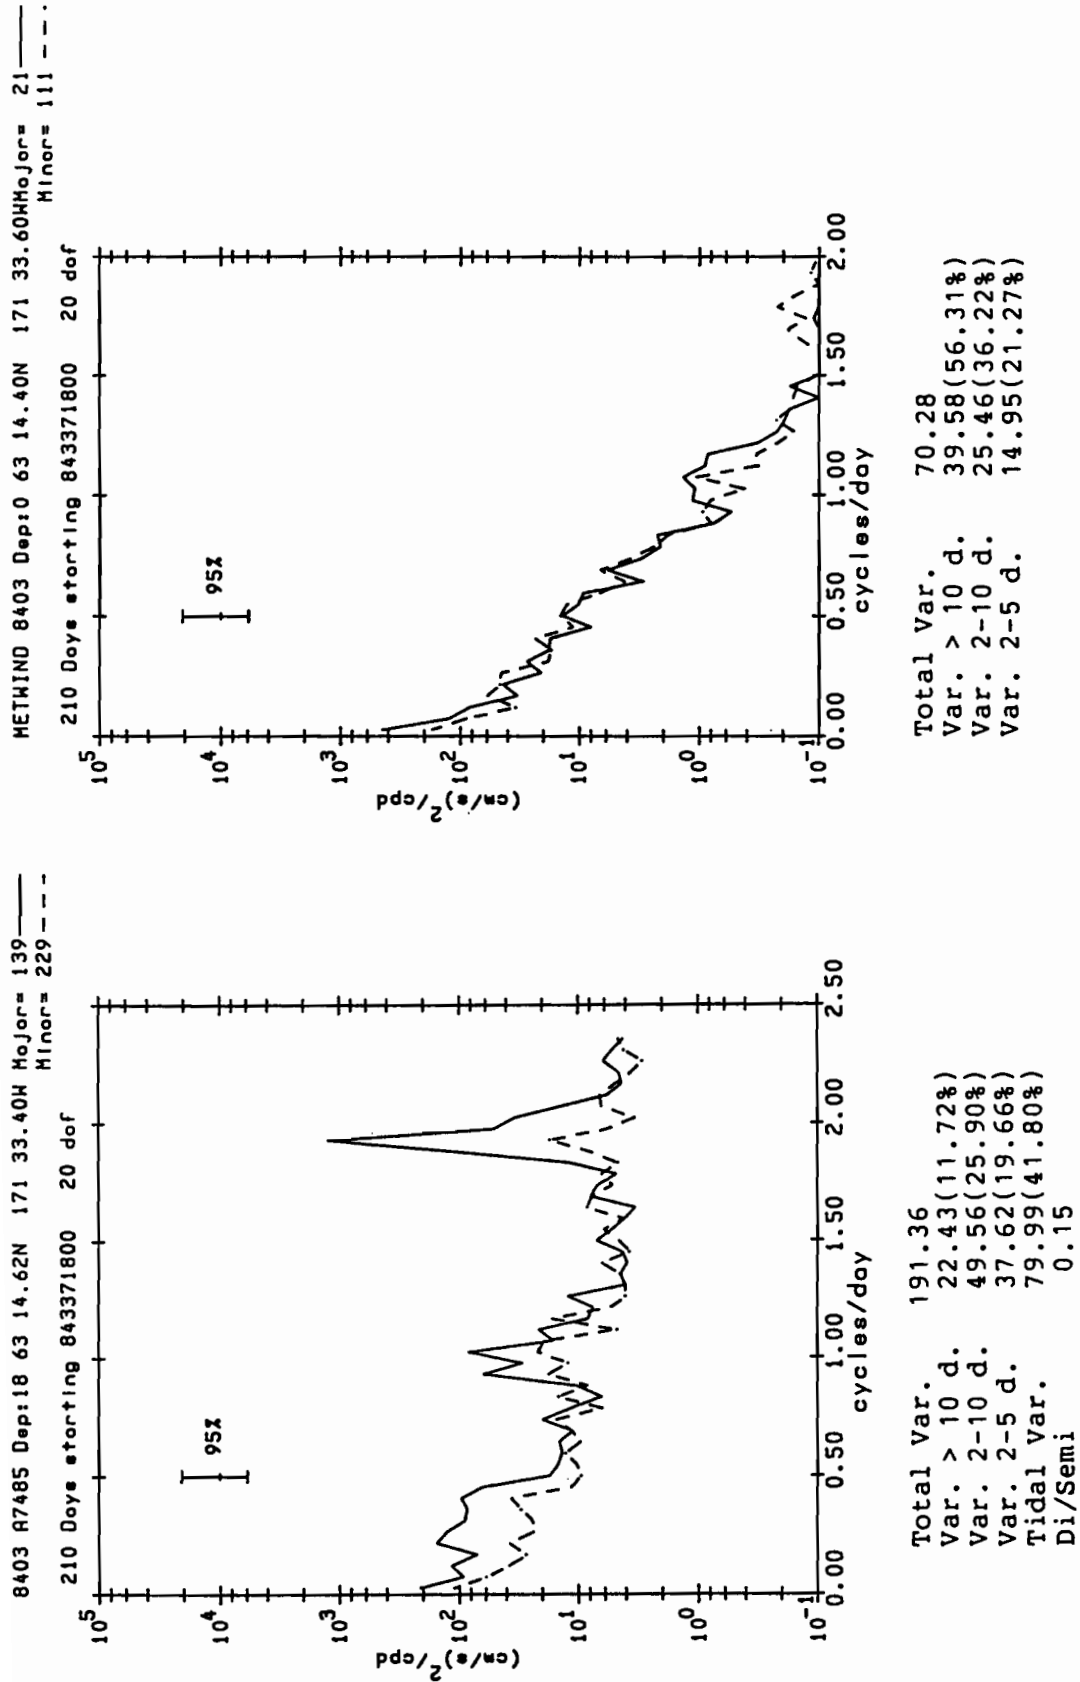 8403 A7485 Dep:18 63 14.62N 171 33.40W Major= 139
Minor= 229
210 Days starting 843371800 20 dof
95%
10^5
10^4
10^3
10^2
10^1
10^0
10^-1
(cm/s)^2/cpd
0.00 0.50 1.00 1.50 2.00 2.50
cycles/day
Total Var. 191.36
Var. > 10 d. 22.43(11.72%)
Var. 2-10 d. 49.56(25.90%)
Var. 2-5 d. 37.62(19.66%)
Tidal Var. 79.99(41.80%)
Di/Semi 0.15
METWIND 8403 Dep:0 63 14.40N 171 33.60WMajor= 21
Minor= 111
210 Days starting 843371800 20 dof
95%
10^5
10^4
10^3
10^2
10^1
10^0
10^-1
(cm/s)^2/cpd
0.00 0.50 1.00 1.50 2.00
cycles/day
Total Var. 70.28
Var. > 10 d. 39.58(56.31%)
Var. 2-10 d. 25.46(36.22%)
Var. 2-5 d. 14.95(21.27%)